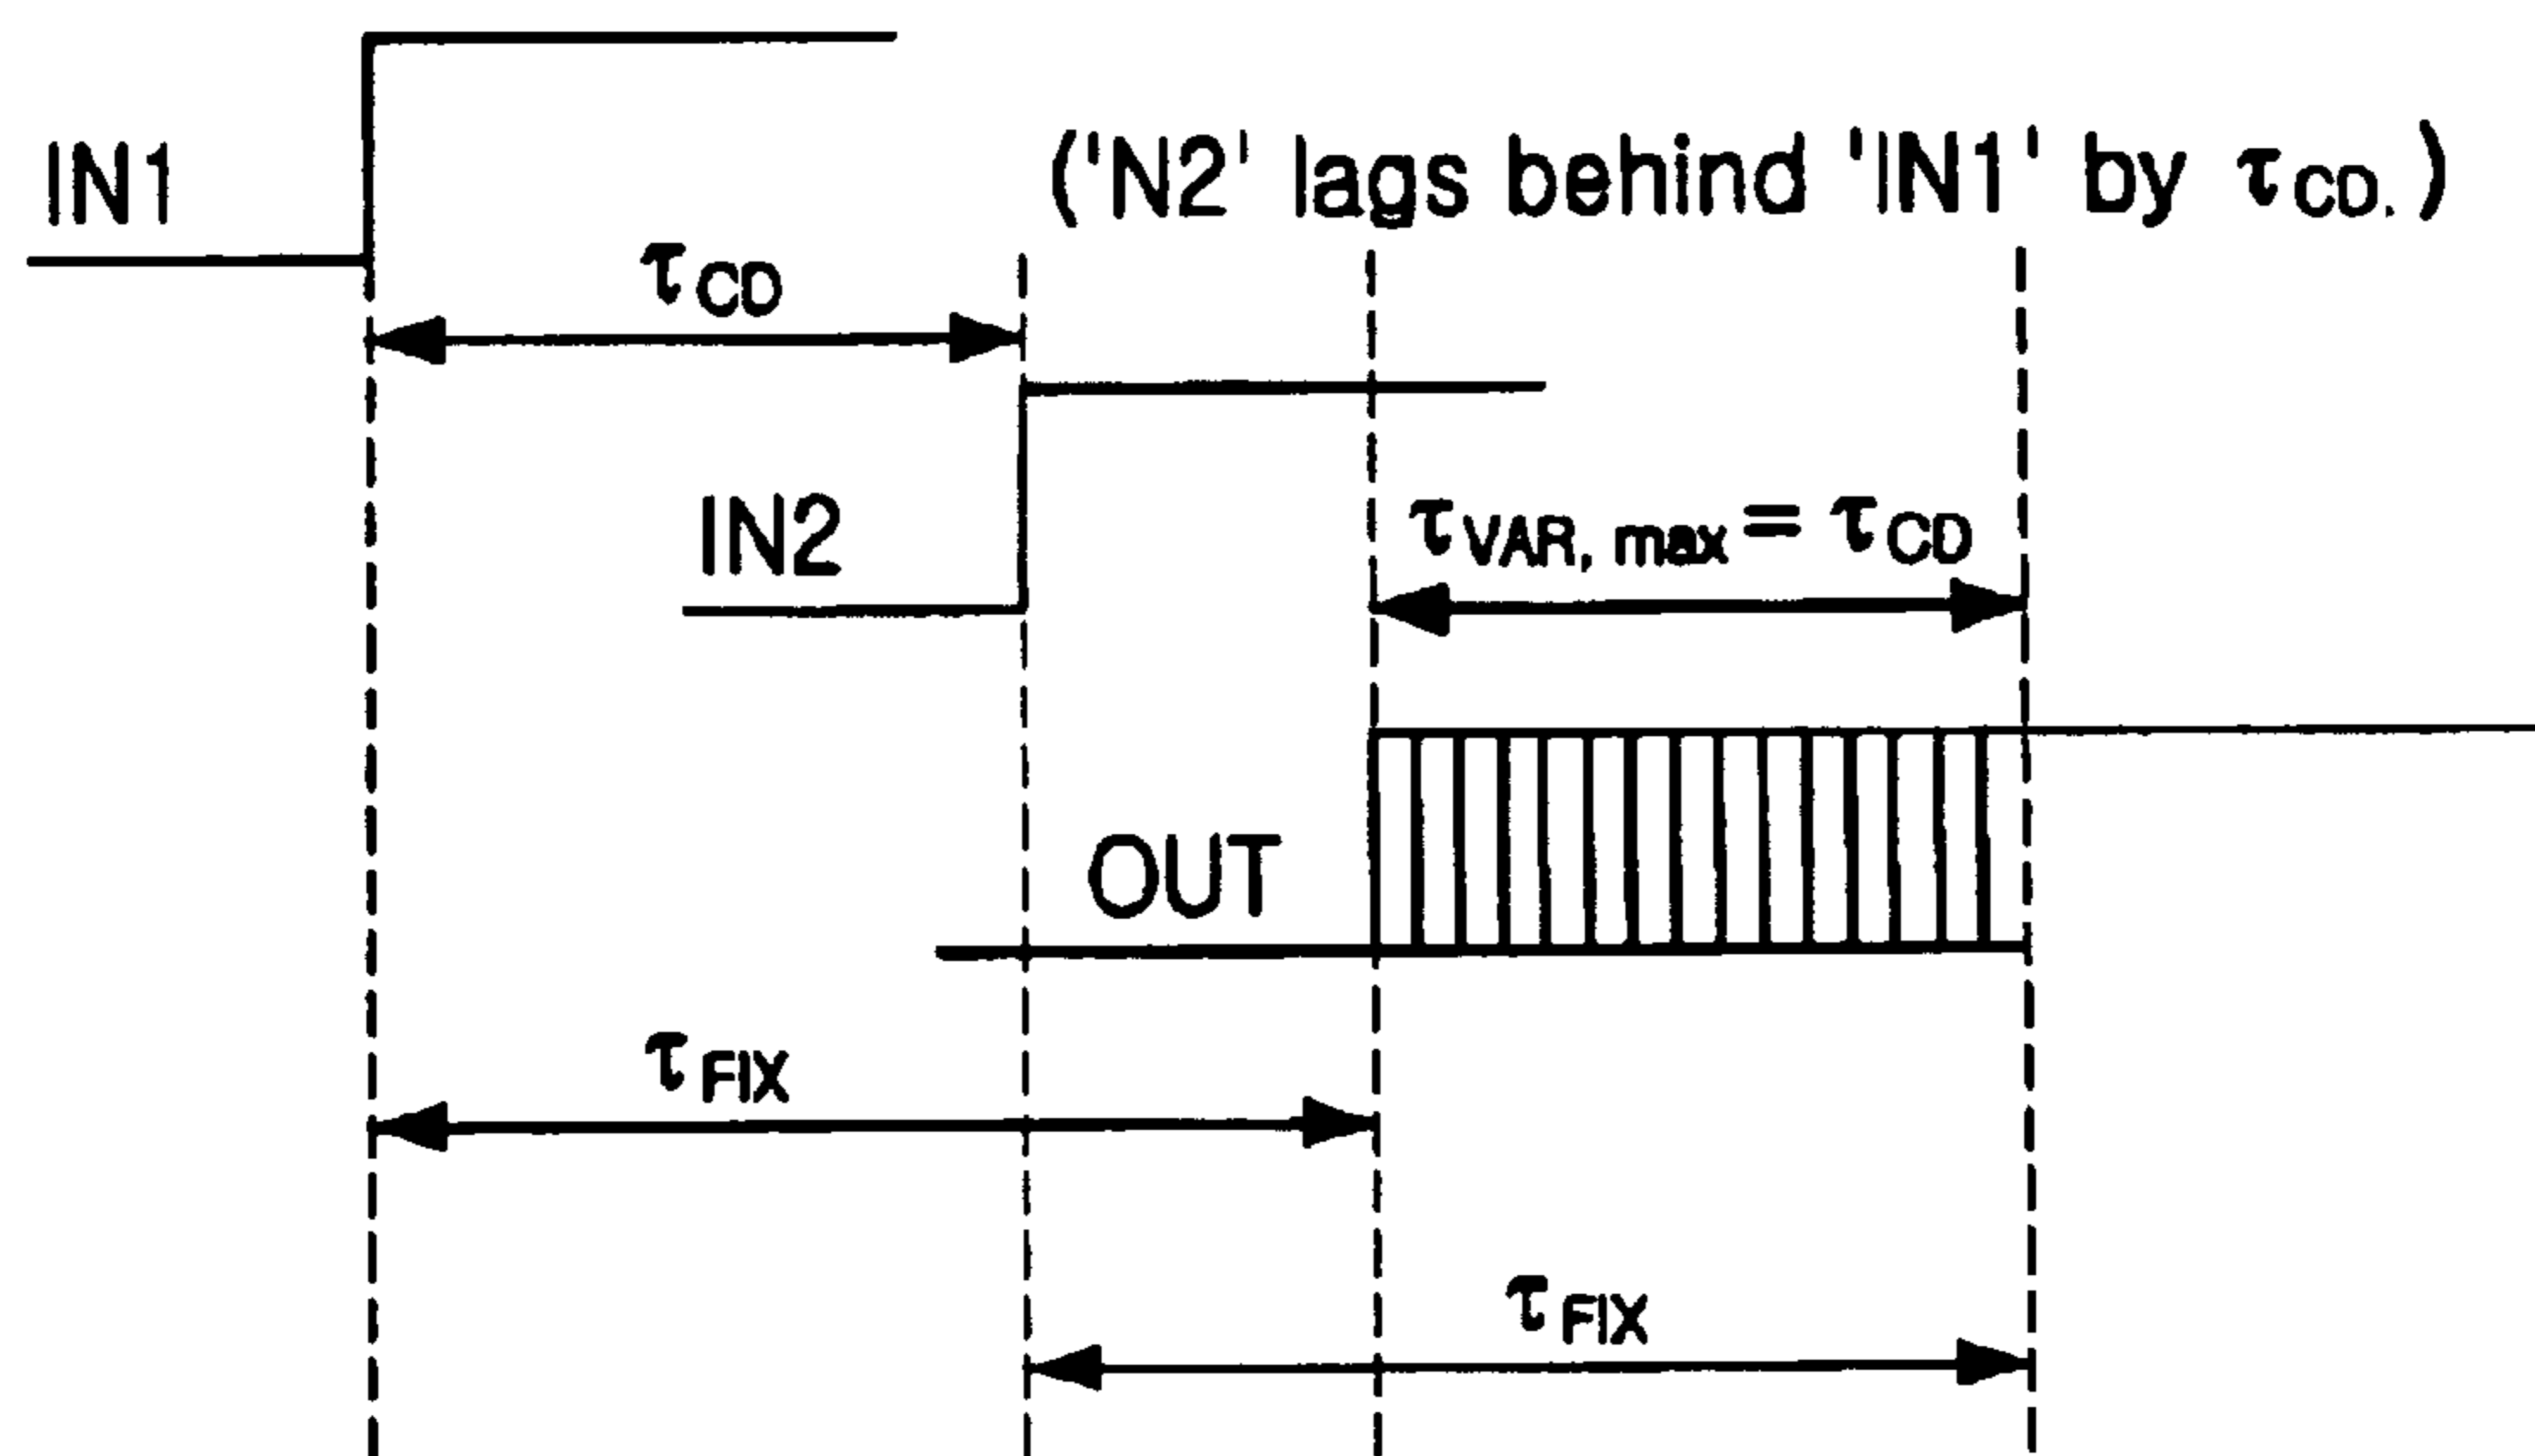 IN1
('N2' lags behind 'IN1' by τCD.)
τCD
IN2
τVAR, max = τCD
OUT
τFIX
τFIX